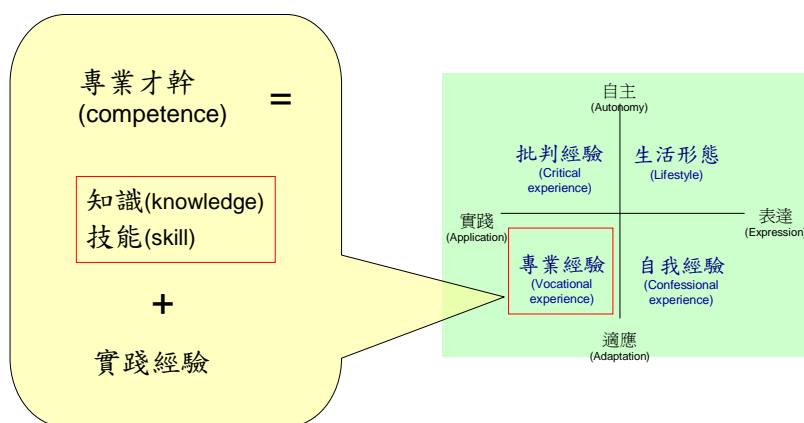 專業才幹 =
(competence)
知識(knowledge)
技能(skill)
+
實踐經驗
自主
(Autonomy)
批判經驗
(Critical
experience)
生活形態
(Lifestyle)
實踐
(Application)
表達
(Expression)
專業經驗
(Vocational
experience)
自我經驗
(Confessional
experience)
適應
(Adaptation)